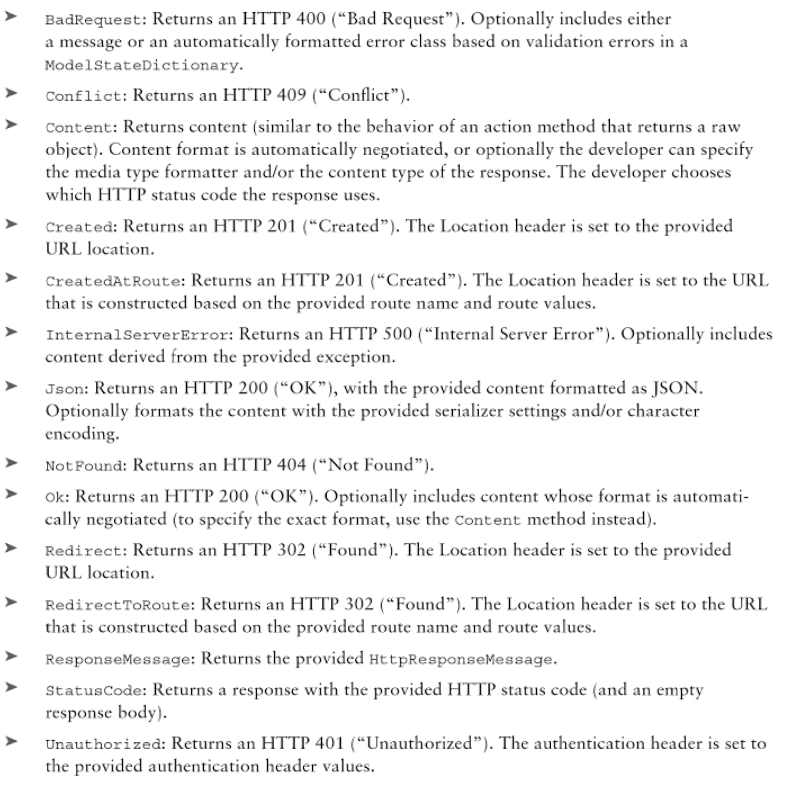 ➤ BadRequest: Returns an HTTP 400 (“Bad Request”). Optionally includes either
a message or an automatically formatted error class based on validation errors in a
ModelStateDictionary.
➤ Conflict: Returns an HTTP 409 (“Conflict”).
➤ Content: Returns content (similar to the behavior of an action method that returns a raw
object). Content format is automatically negotiated, or optionally the developer can specify
the media type formatter and/or the content type of the response. The developer chooses
which HTTP status code the response uses.
➤ Created: Returns an HTTP 201 (“Created”). The Location header is set to the provided
URL location.
➤ CreatedAtRoute: Returns an HTTP 201 (“Created”). The Location header is set to the URL
that is constructed based on the provided route name and route values.
➤ InternalServerError: Returns an HTTP 500 (“Internal Server Error”). Optionally includes
content derived from the provided exception.
➤ Json: Returns an HTTP 200 (“OK”), with the provided content formatted as JSON.
Optionally formats the content with the provided serializer settings and/or character
encoding.
➤ NotFound: Returns an HTTP 404 (“Not Found”).
➤ Ok: Returns an HTTP 200 (“OK”). Optionally includes content whose format is automati-
cally negotiated (to specify the exact format, use the Content method instead).
➤ Redirect: Returns an HTTP 302 (“Found”). The Location header is set to the provided
URL location.
➤ RedirectToRoute: Returns an HTTP 302 (“Found”). The Location header is set to the URL
that is constructed based on the provided route name and route values.
➤ ResponseMessage: Returns the provided HttpResponseMessage.
➤ StatusCode: Returns a response with the provided HTTP status code (and an empty
response body).
➤ Unauthorized: Returns an HTTP 401 (“Unauthorized”). The authentication header is set to
the provided authentication header values.